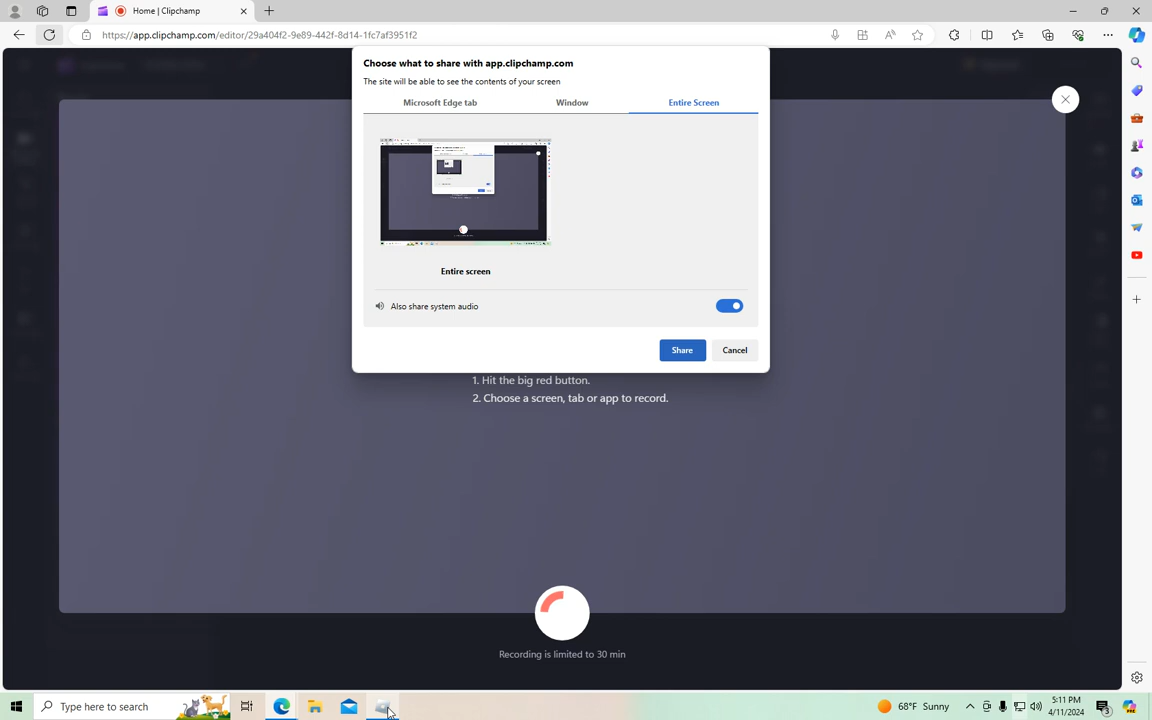 Home | Clipchamp
https://app.clipchamp.com/editor/29a404f2-9e89-442f-8d14-1fc7af3951f2
Choose what to share with app.clipchamp.com
The site will be able to see the contents of your screen
Microsoft Edge tab
Window
Entire Screen
Entire screen
Also share system audio
Share
Cancel
1. Hit the big red button.
2. Choose a screen, tab or app to record.
Recording is limited to 30 min
Type here to search
68°F Sunny
5:11 PM
4/11/2024